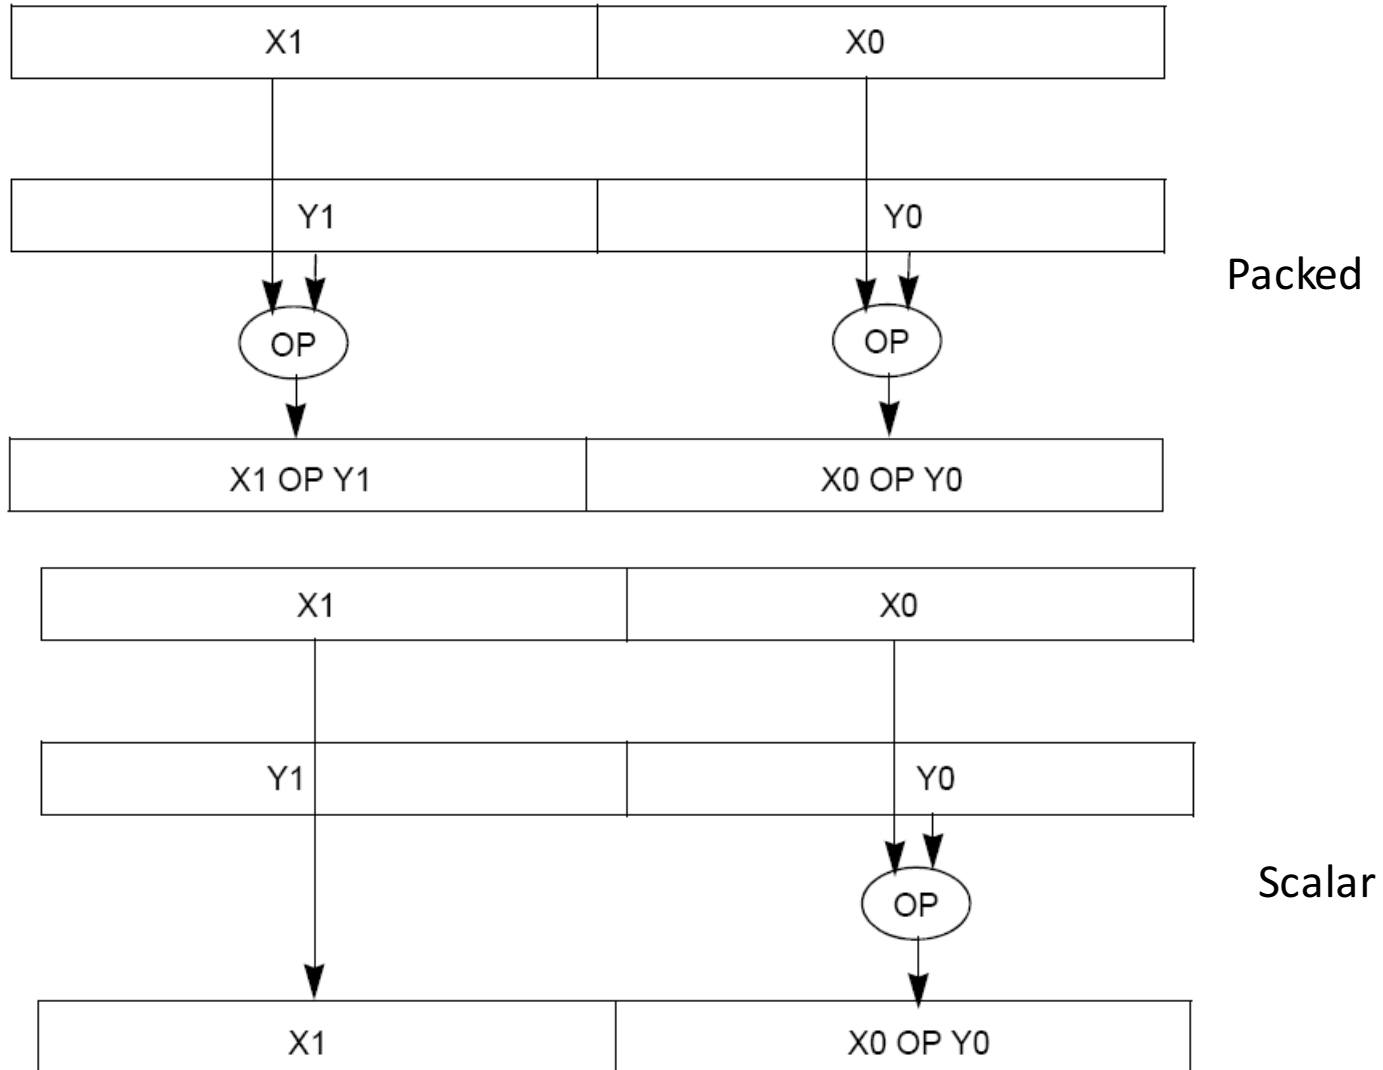 X1 X0
Y1 Y0
Packed
OP OP
X1 OP Y1 X0 OP Y0
X1 X0
Y1 Y0
Scalar
OP
X1 X0 OP Y0